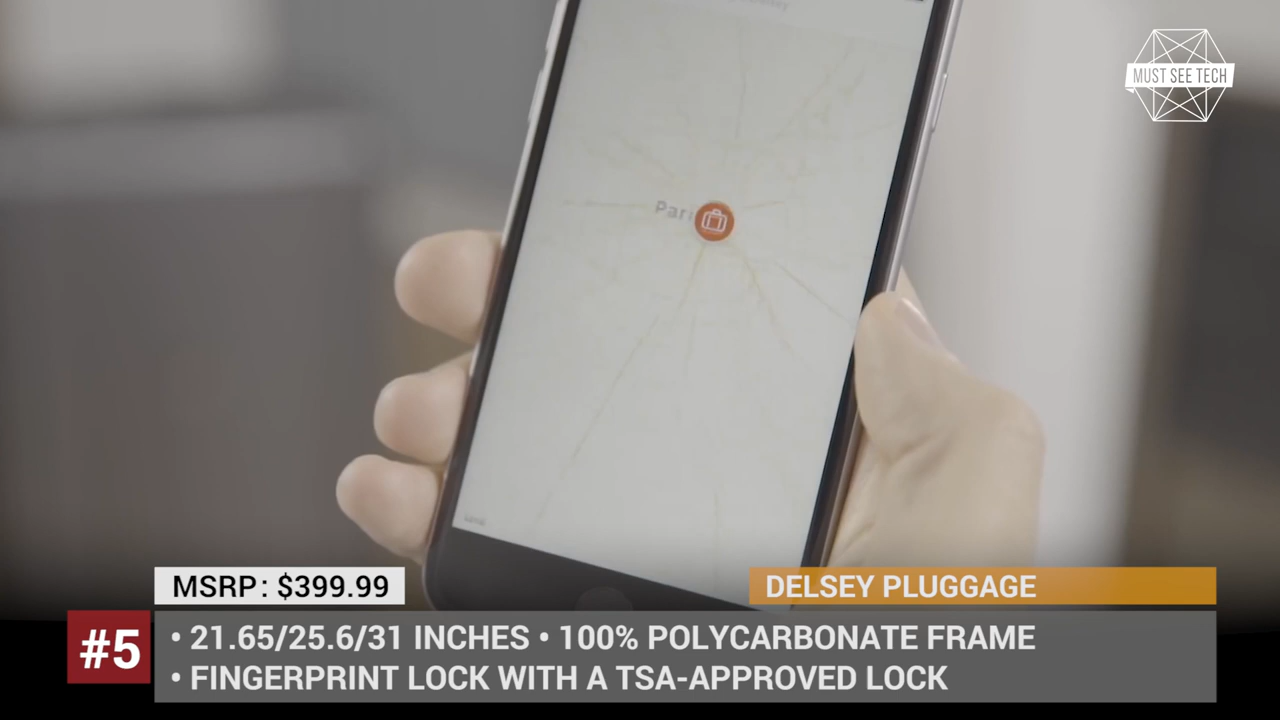 MUST SEE TECH
MSRP: $399.99
DELSEY PLUGGAGE
#5
• 21.65/25.6/31 INCHES • 100% POLYCARBONATE FRAME
• FINGERPRINT LOCK WITH A TSA-APPROVED LOCK